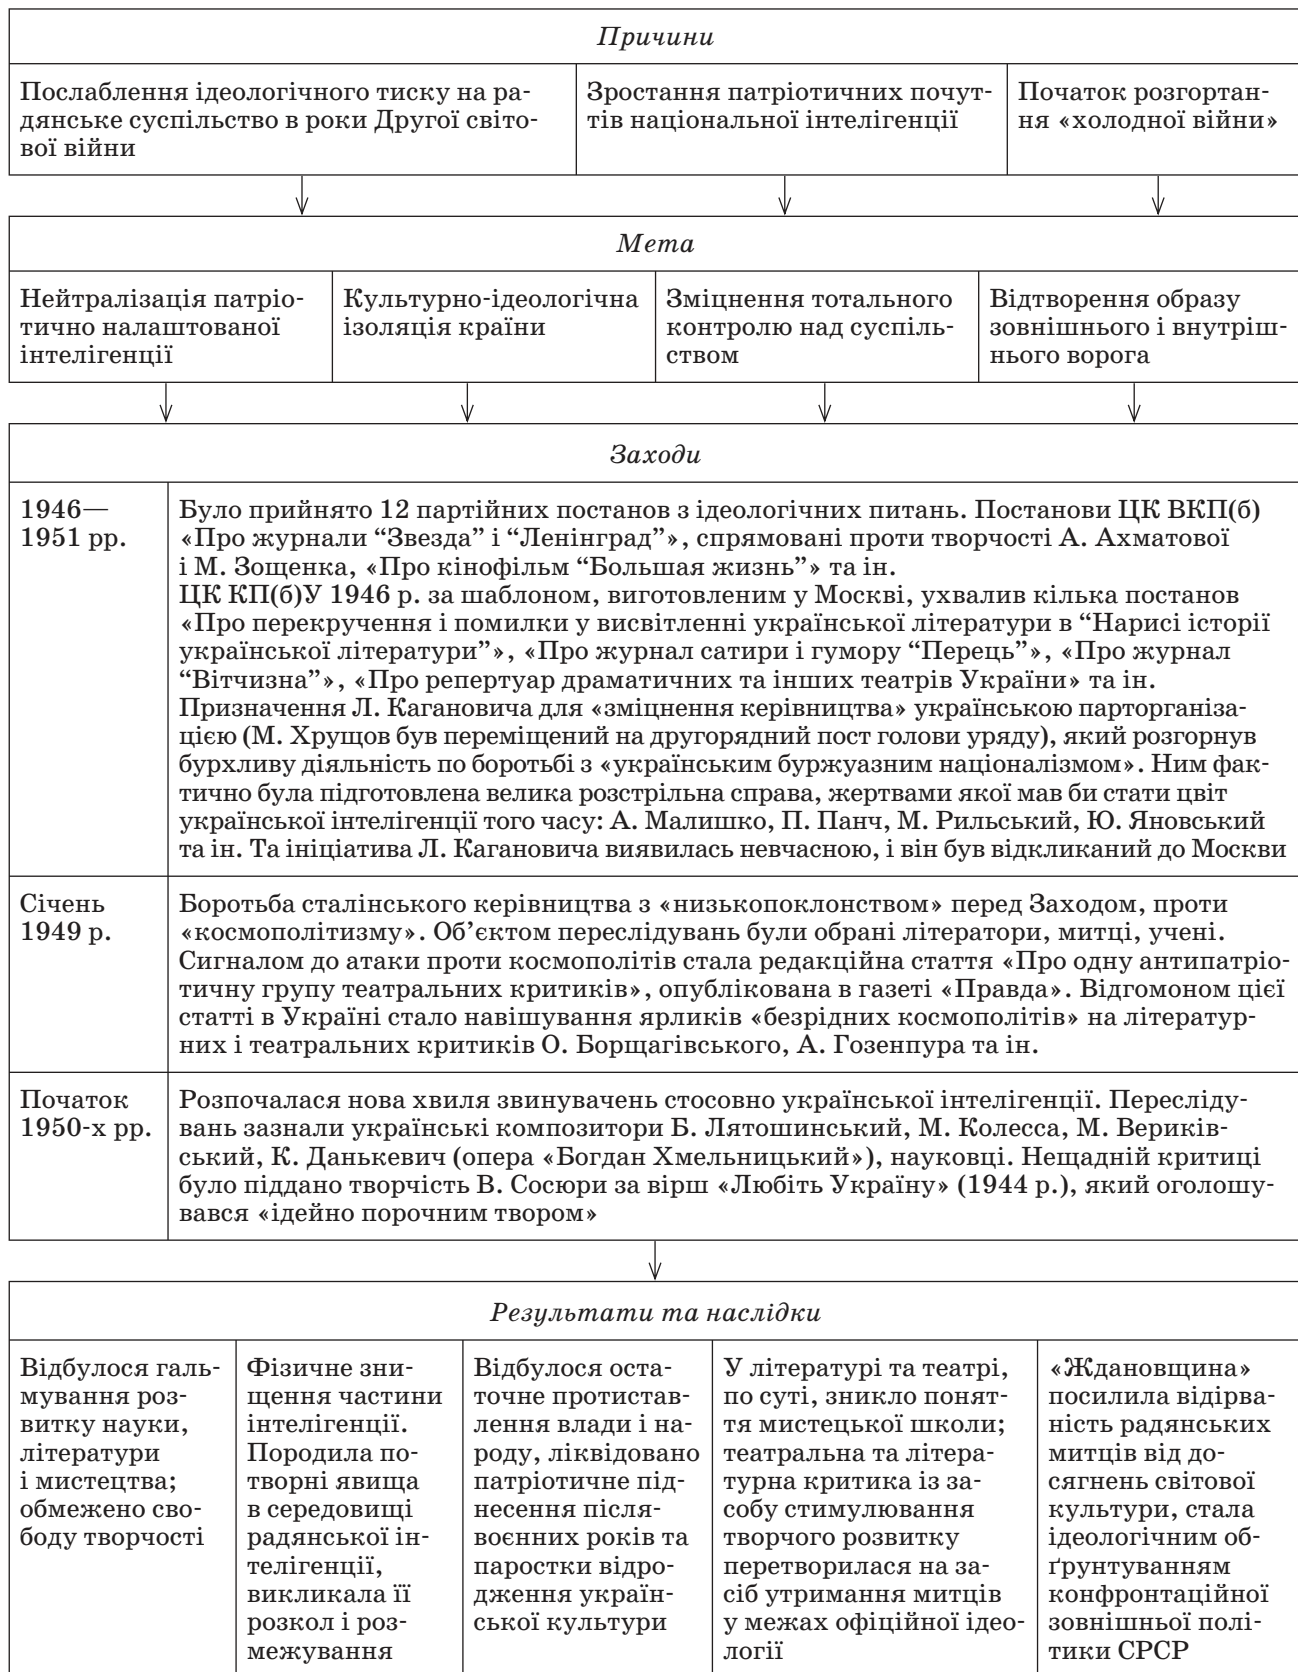 Причини
Послаблення ідеологічного тиску на ра-
дянське суспільство в роки Другої світо-
вої війни
Зростання патріотичних почут-
тів національної інтелігенції
Початок розгортан-
ня «холодної війни»
Мета
Нейтралізація патріо-
тично налаштованої
інтелігенції
Культурно-ідеологічна
ізоляція країни
Зміцнення тотального
контролю над суспіль-
ством
Відтворення образу
зовнішнього і внутріш-
нього ворога
Заходи
1946—
1951 рр.
Було прийнято 12 партійних постанов з ідеологічних питань. Постанови ЦК ВКП(б)
«Про журнали “Звезда” і “Ленінград”», спрямовані проти творчості А. Ахматової
і М. Зощенка, «Про кінофільм “Большая жизнь”» та ін.
ЦК КП(б)У 1946 р. за шаблоном, виготовленим у Москві, ухвалив кілька постанов
«Про перекручення і помилки у висвітленні української літератури в “Нарисі історії
української літератури”», «Про журнал сатири і гумору “Перець”», «Про журнал
“Вітчизна”», «Про репертуар драматичних та інших театрів України» та ін.
Призначення Л. Кагановича для «зміцнення керівництва» українською парторганіза-
цією (М. Хрущов був переміщений на другорядний пост голови уряду), який розгорнув
бурхливу діяльність по боротьбі з «українським буржуазним націоналізмом». Ним фак-
тично була підготовлена велика розстрільна справа, жертвами якої мав би стати цвіт
української інтелігенції того часу: А. Малишко, П. Панч, М. Рильський, Ю. Яновський
та ін. Та ініціатива Л. Кагановича виявилась невчасною, і він був відкликаний до Москви
Січень
1949 р.
Боротьба сталінського керівництва з «низькопоклонством» перед Заходом, проти
«космополітизму». Об’єктом переслідувань були обрані літератори, митці, учені.
Сигналом до атаки проти космополітів стала редакційна стаття «Про одну антипатріо-
тичну групу театральних критиків», опублікована в газеті «Правда». Відгомоном цієї
статті в Україні стало навішування ярликів «безрідних космополітів» на літератур-
них і театральних критиків О. Борщагівського, А. Гозенпура та ін.
Початок
1950-х рр.
Розпочалася нова хвиля звинувачень стосовно української інтелігенції. Пересліду-
вань зазнали українські композитори Б. Лятошинський, М. Колесса, М. Вериків-
ський, К. Данькевич (опера «Богдан Хмельницький»), науковці. Нещадній критиці
було піддано творчість В. Сосюри за вірш «Любіть Україну» (1944 р.), який оголошу-
вався «ідейно порочним твором»
Результати та наслідки
Відбулося галь-
мування роз-
витку науки,
літератури
і мистецтва;
обмежено сво-
боду творчості
Фізичне зни-
щення частини
інтелігенції.
Породила по-
творні явища
в середовищі
радянської ін-
телігенції,
викликала її
розкол і роз-
межування
Відбулося оста-
точне протистав-
лення влади і на-
роду, ліквідовано
патріотичне під-
несення після-
воєнних років та
паростки відро-
дження україн-
ської культури
У літературі та театрі,
по суті, зникло понят-
тя мистецької школи;
театральна та літера-
турна критика із за-
собу стимулювання
творчого розвитку
перетворилася на за-
сіб утримання митців
у межах офіційної ідео-
логії
«Ждановщина»
посилила відірва-
ність радянських
митців від до-
сягнень світової
культури, стала
ідеологічним об-
ґрунтуванням
конфронтаційної
зовнішньої полі-
тики СРСР